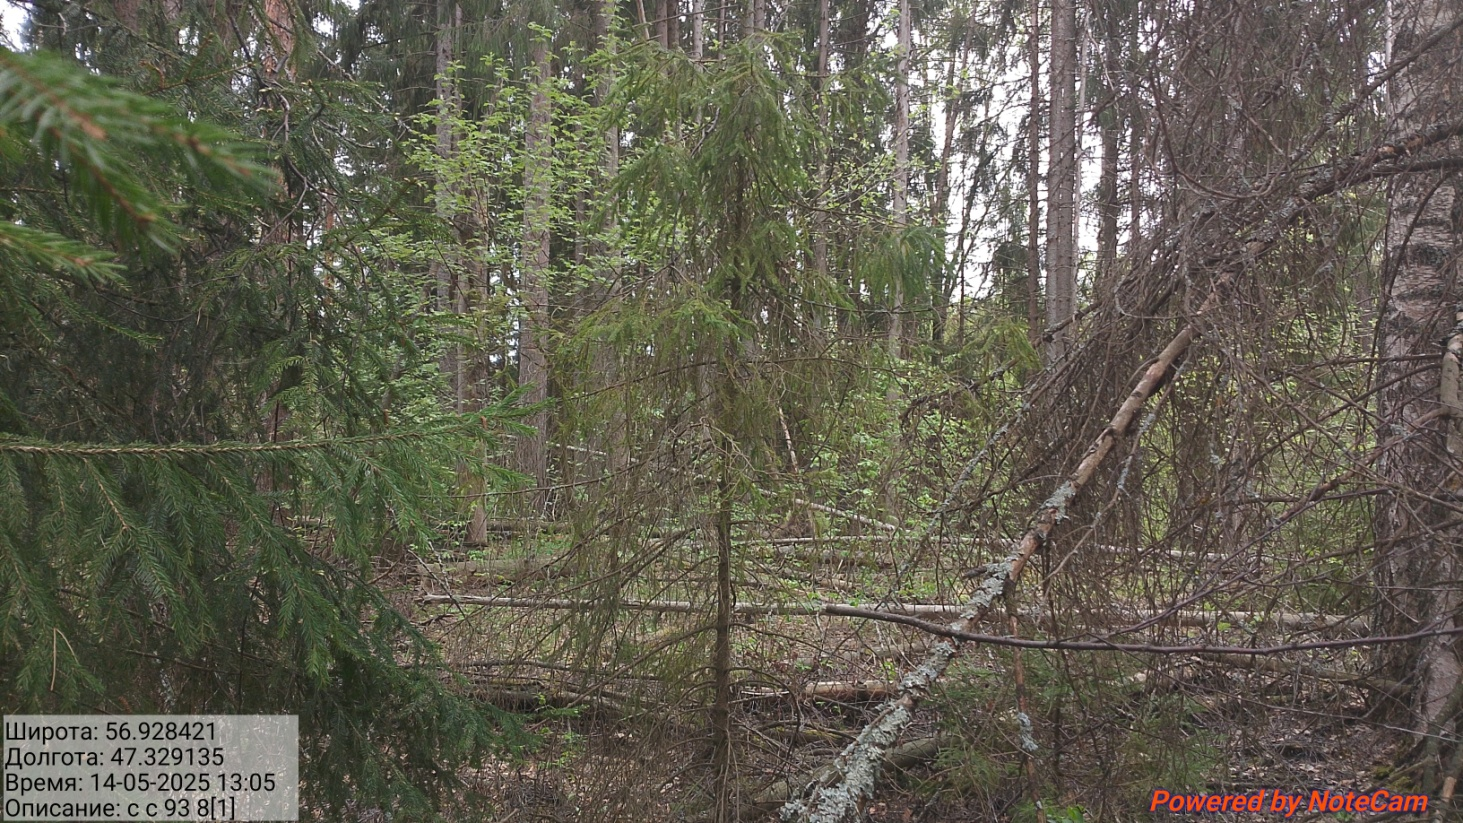 Широта: 56.928421
Долгота: 47.329135
Время: 14-05-2025 13:05
Описание: с с 93 8[1]
Powered by NoteCam